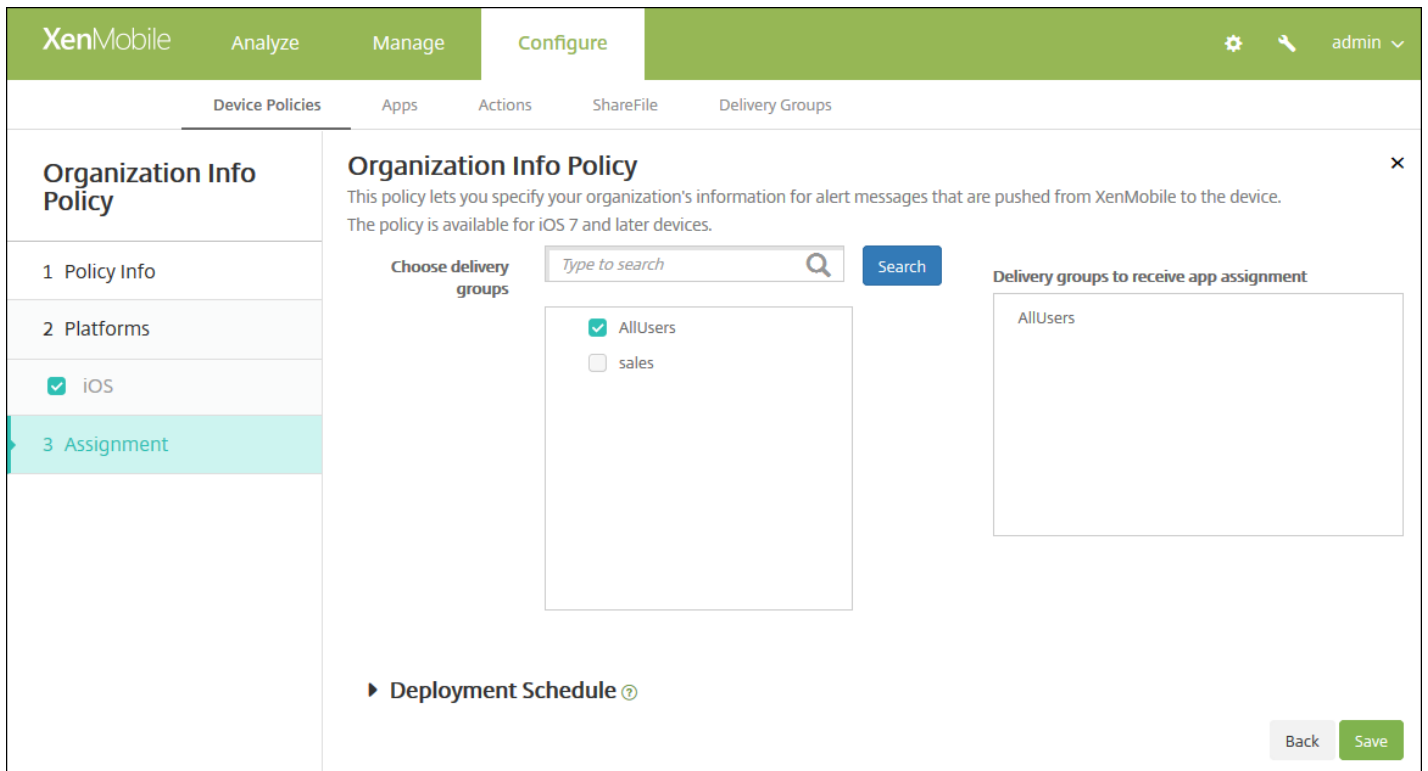 XenMobile Analyze Manage Configure admin
Device Policies Apps Actions ShareFile Delivery Groups
Organization Info
Policy
1 Policy Info
2 Platforms
iOS
3 Assignment
Organization Info Policy
This policy lets you specify your organization's information for alert messages that are pushed from XenMobile to the device.
The policy is available for iOS 7 and later devices.
Choose delivery
groups
Type to search
Search
AllUsers
sales
Delivery groups to receive app assignment
AllUsers
Deployment Schedule ?
Back Save